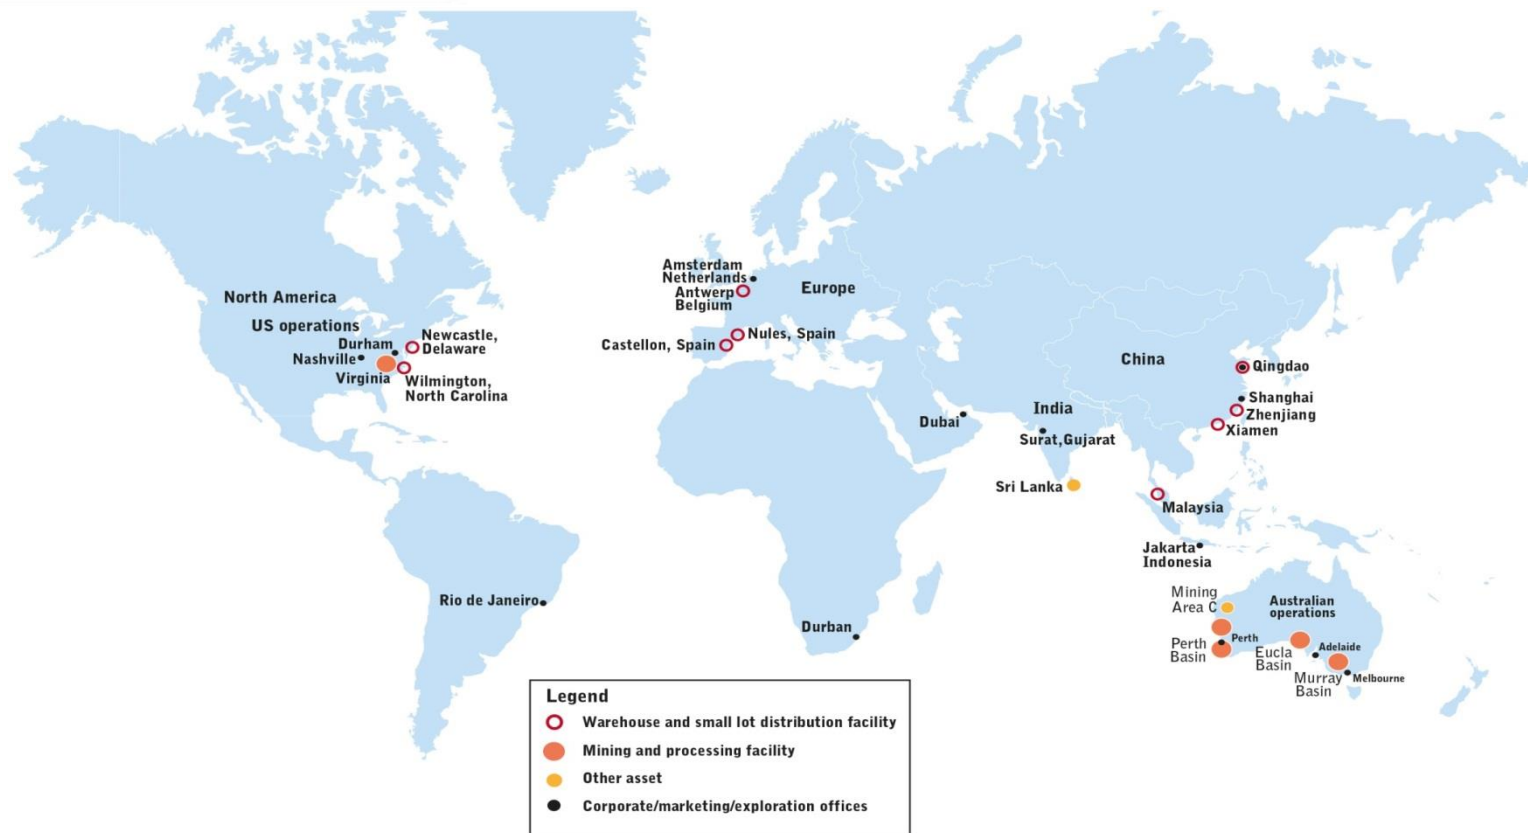 North America
US operations
Durham
Nashville
Virginia
Newcastle,
Delaware
Wilmington,
North Carolina
Rio de Janeiro
Amsterdam
Netherlands
Antwerp
Belgium
Europe
Castellon, Spain
Nules, Spain
Durban
Dubai
India
Surat,Gujarat
Sri Lanka
China
Qingdao
Shanghai
Zhenjiang
Xiamen
Malaysia
Jakarta
Indonesia
Mining
Area C
Australian
operations
Perth
Basin
Perth
Eucla
Basin
Adelaide
Murray
Basin
Melbourne
Legend
Warehouse and small lot distribution facility
Mining and processing facility
Other asset
Corporate/marketing/exploration offices